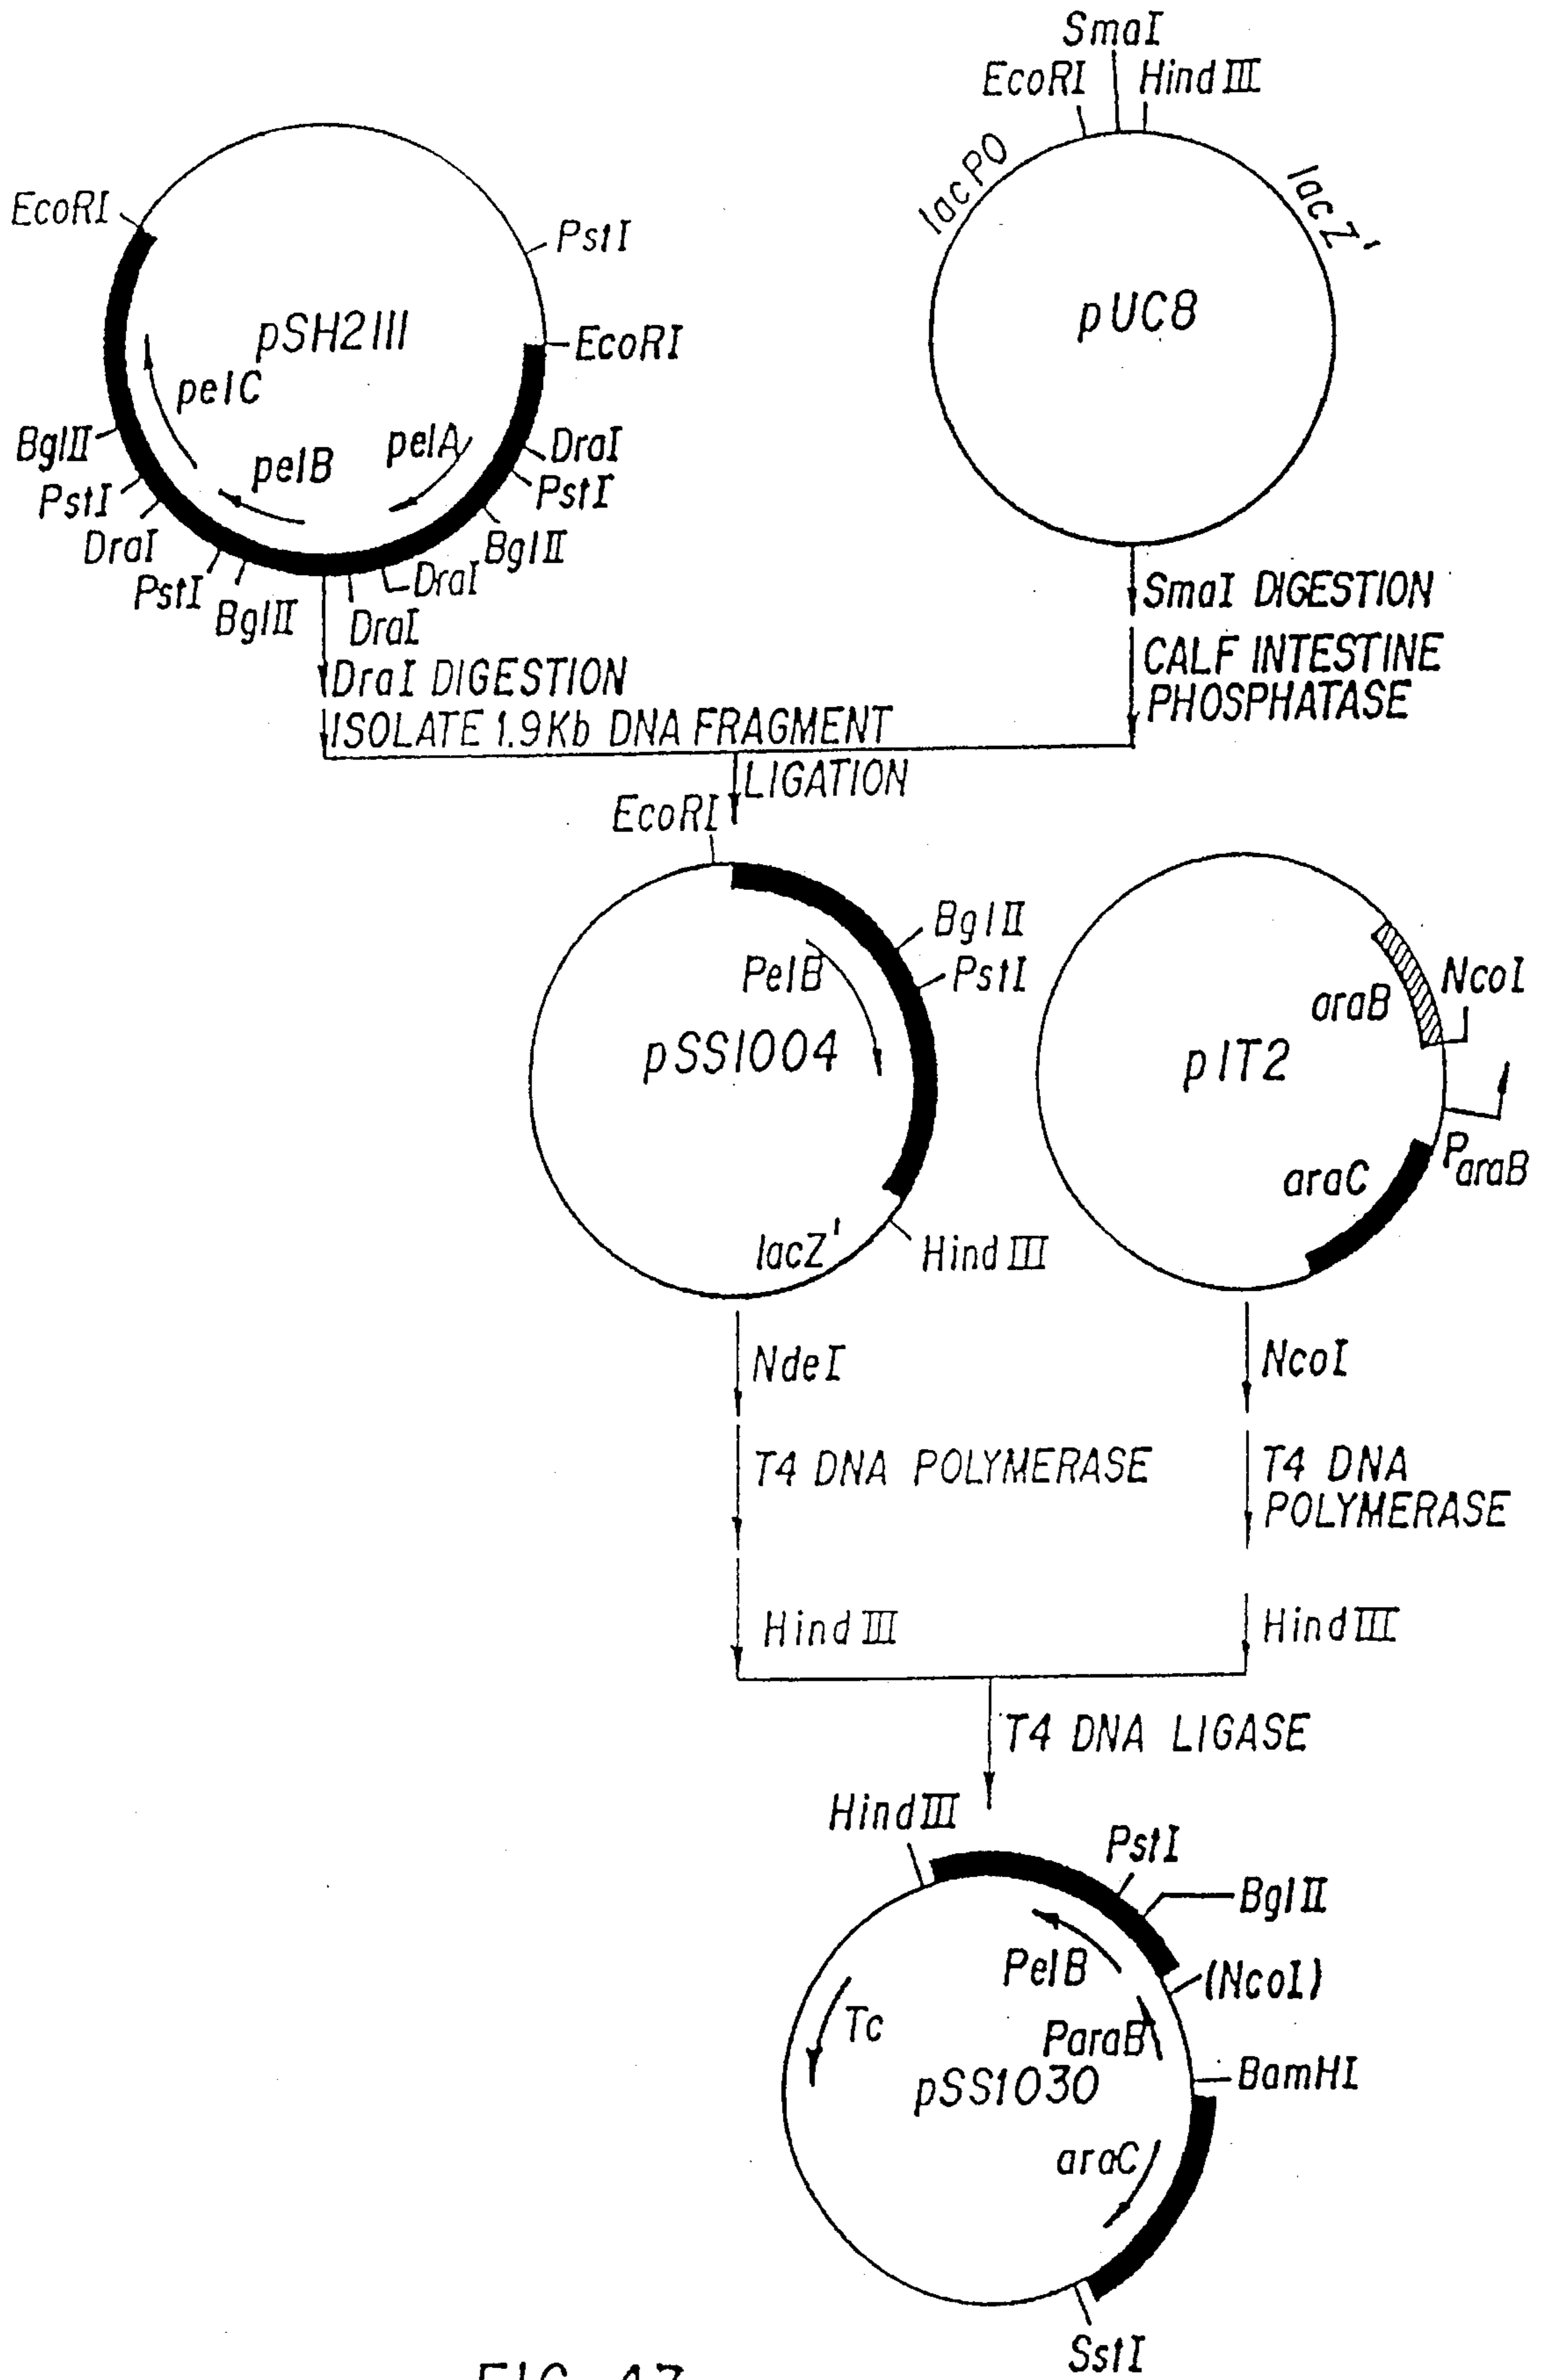 SmaI
EcoRI
HindIII
lacPO
lacZ'
pUC8
EcoRI
PstI
pSH2111
EcoRI
pelC
pelA
pelB
BglII
PstI
DraI
PstI
BglII
DraI
DraI
BglII
PstI
DraI
DraI DIGESTION
ISOLATE 1.9Kb DNA FRAGMENT
SmaI DIGESTION
CALF INTESTINE
PHOSPHATASE
LIGATION
EcoRI
BglII
PstI
PelB
pSS1004
lacZ'
HindIII
araB
NcoI
pIT2
ParaB
araC
NdeI
NcoI
T4 DNA POLYMERASE
T4 DNA
POLYMERASE
HindIII
HindIII
T4 DNA LIGASE
HindIII
PstI
BglII
PelB
(NcoI)
Tc
ParaB
BamHI
pSS1030
araC
SstI